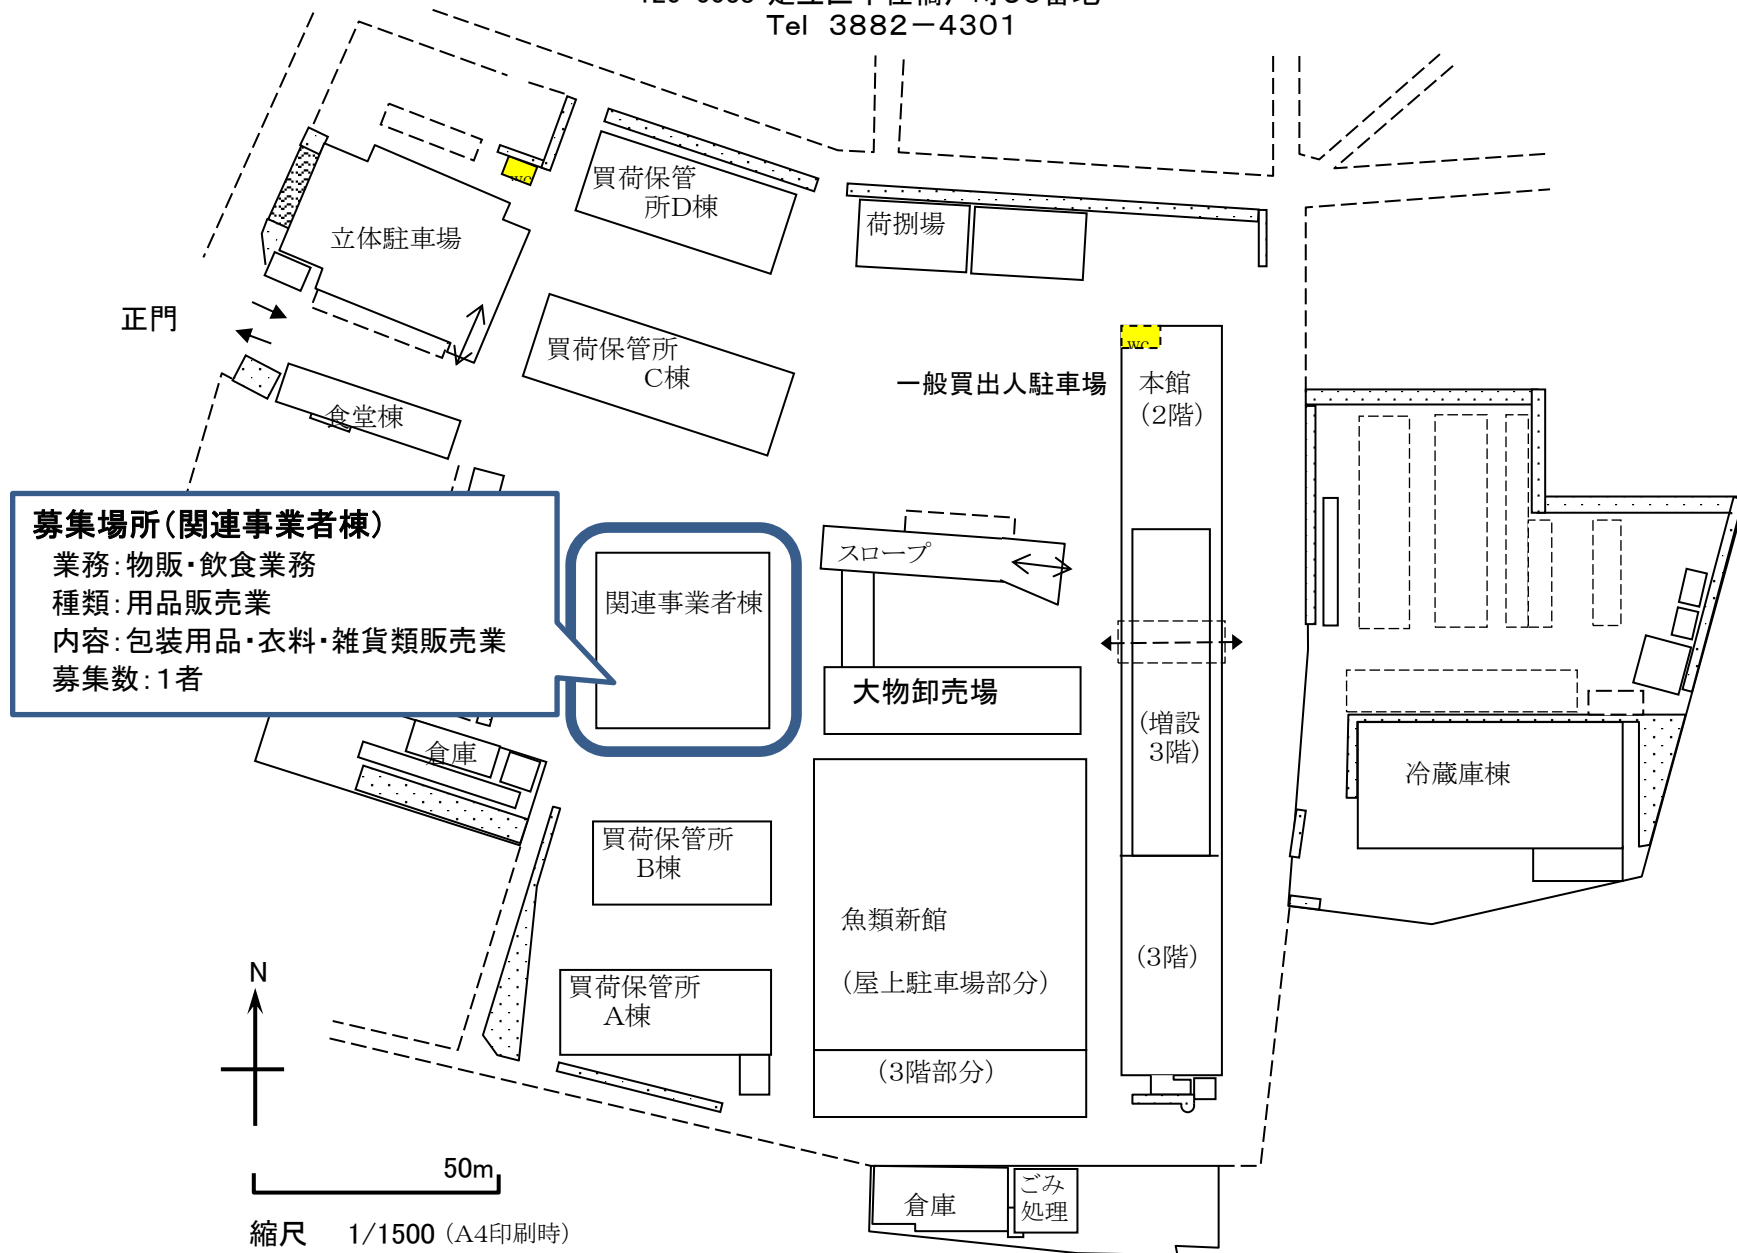 Tel 3882-4301
買荷保管
所D棟
wc
荷捌場
立体駐車場
正門
買荷保管所
C棟
wc
本館
(2階)
一般買出人駐車場
食堂棟
募集場所(関連事業者棟)
業務:物販・飲食業務
種類:用品販売業
内容:包装用品・衣料・雑貨類販売業
募集数:1者
関連事業者棟
スロープ
大物卸売場
(増設
3階)
冷蔵庫棟
倉庫
買荷保管所
B棟
魚類新館
(屋上駐車場部分)
(3階)
買荷保管所
A棟
(3階部分)
N
50m
縮尺 1/1500 (A4印刷時)
倉庫
ごみ
処理